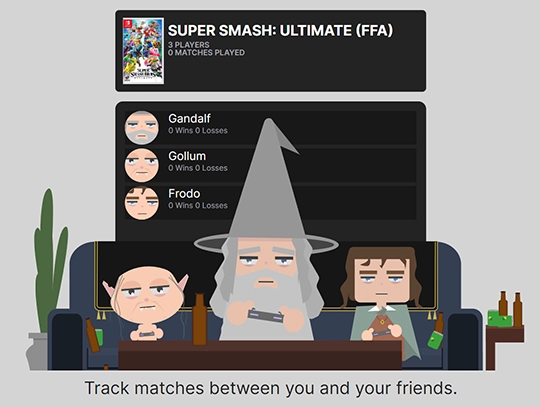 SUPER SMASH: ULTIMATE (FFA)
3 PLAYERS
0 MATCHES PLAYED
SUPER
Gandalf
0 Wins 0 Losses
Gollum
0 Wins 0 Losses
Frodo
0 Wins 0 Losses
Track matches between you and your friends.